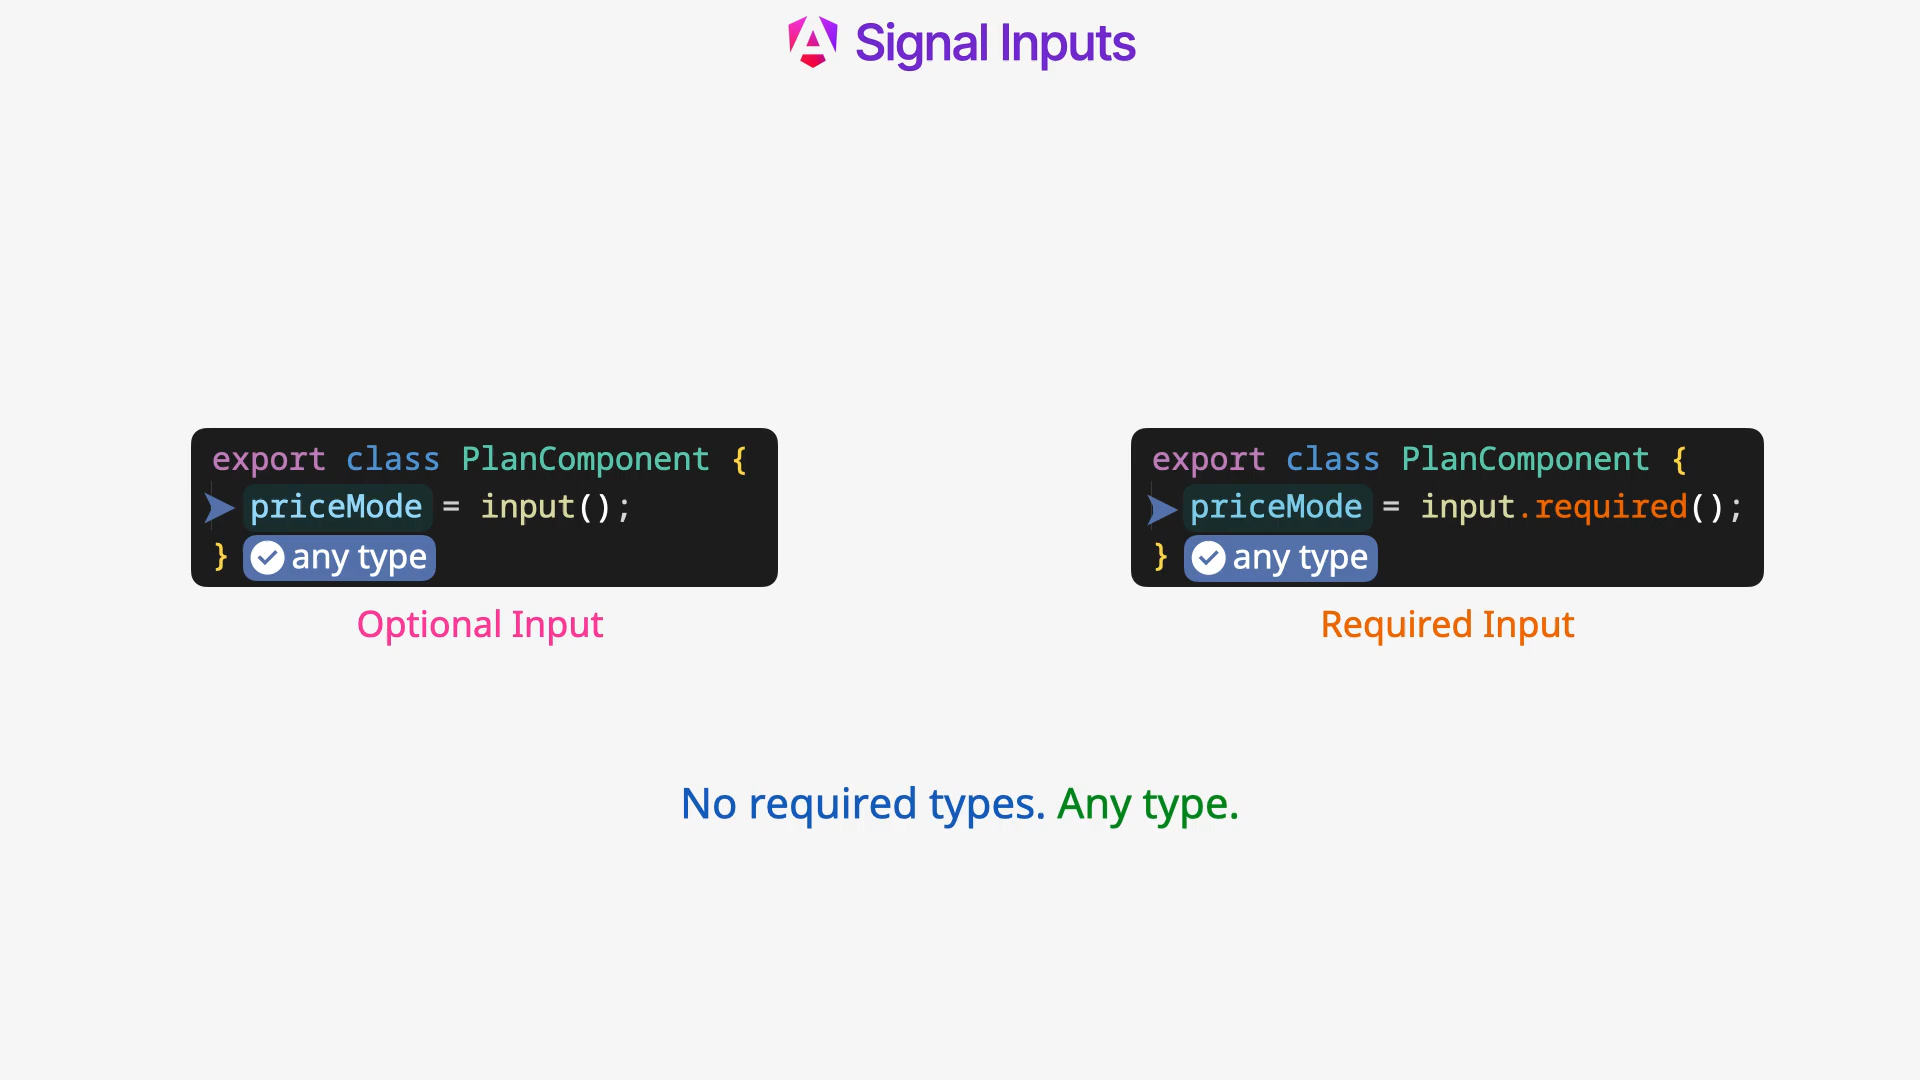 Signal Inputs
export class PlanComponent {
priceMode = input();
} any type
Optional Input
export class PlanComponent {
priceMode = input.required();
} any type
Required Input
No required types. Any type.